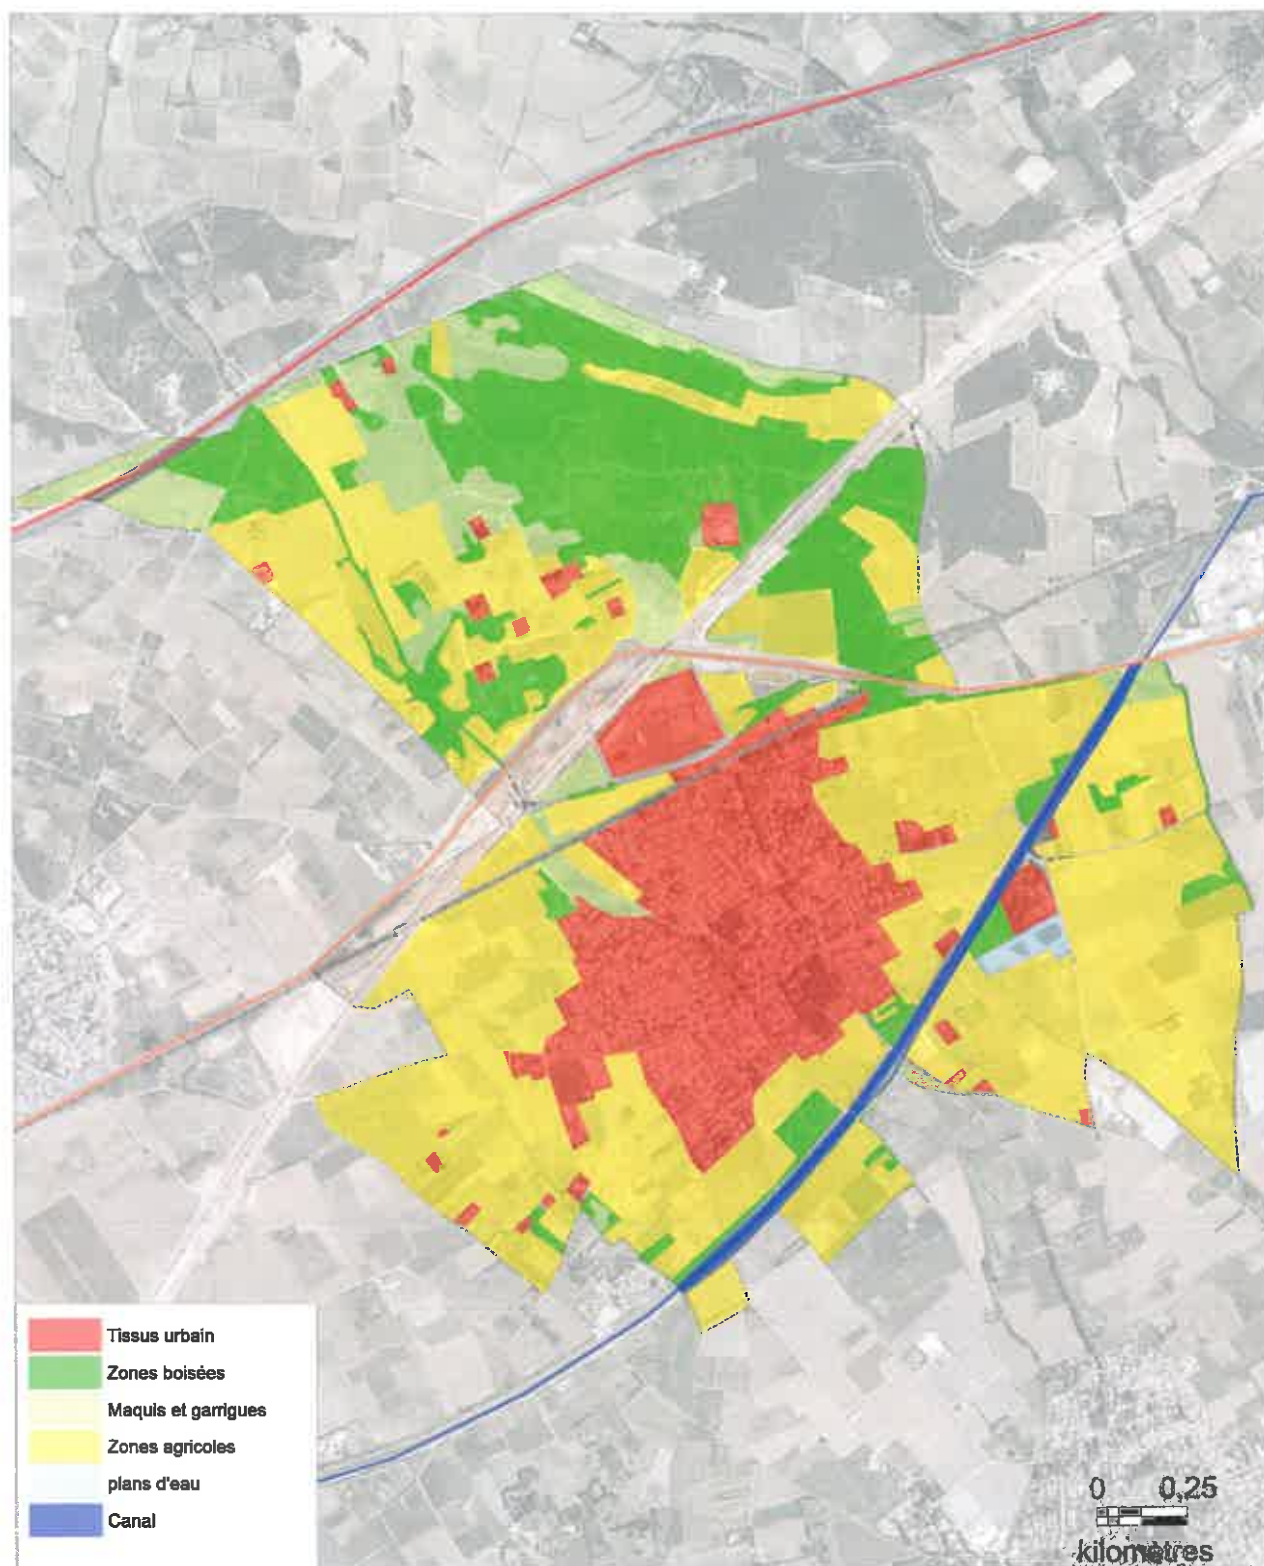 Tissus urbain
Zones boisées
Maquis et garrigues
Zones agricoles
plans d'eau
Canal
0 0,25
kilomètres